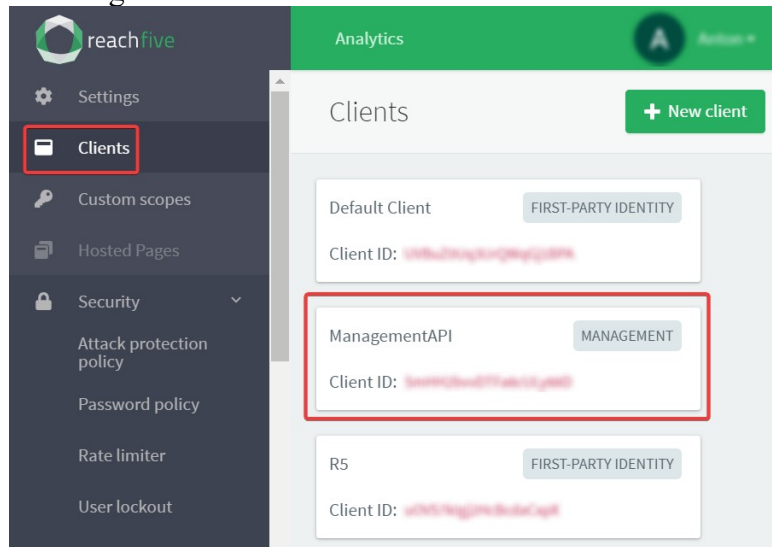 reachfive
Analytics
A
Settings
Clients
Custom scopes
Hosted Pages
Security
Attack protection
policy
Password policy
Rate limiter
User lockout
Clients
+ New client
Default Client
FIRST-PARTY IDENTITY
Client ID:
ManagementAPI
MANAGEMENT
Client ID:
R5
FIRST-PARTY IDENTITY
Client ID: